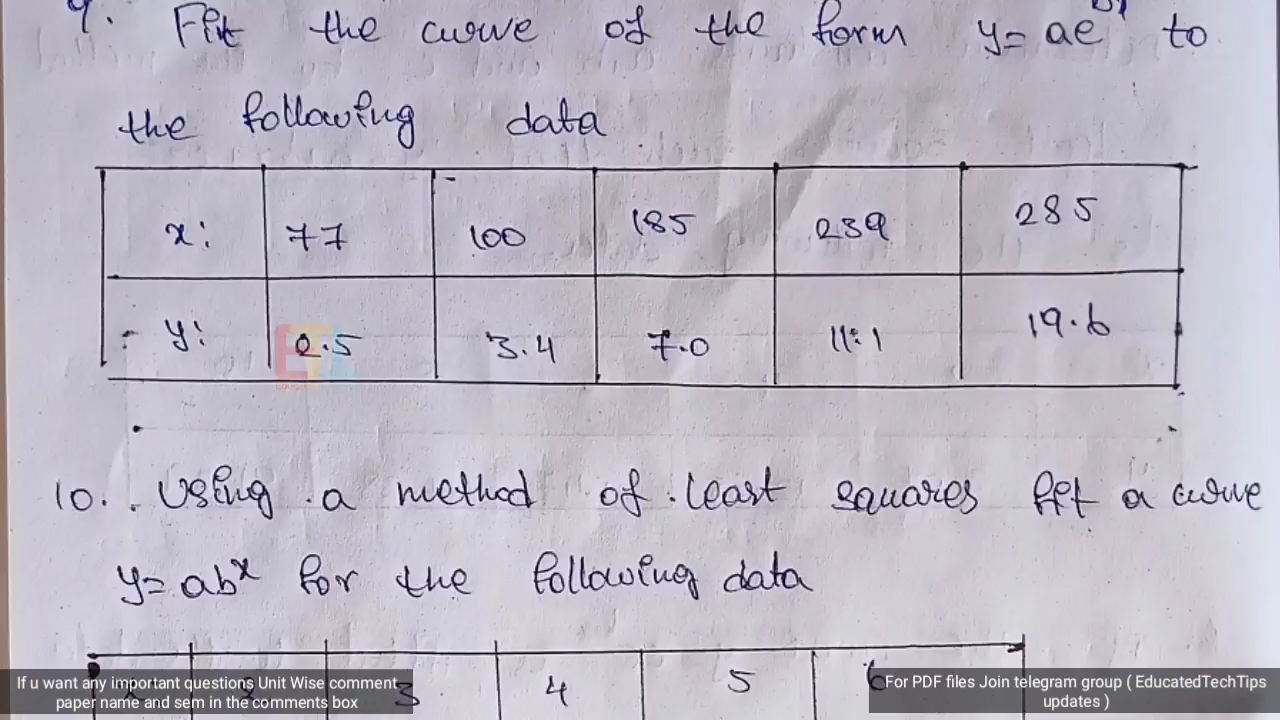 9. Fit the curve of the form y = ae^bx to
the following data
x: 77 100 185 239 285
y: 2.5 3.4 7.0 11.1 19.6
10. Using a method of least squares fit a curve
y = ab^x for the following data
3 4 5 6
If u want any important questions Unit Wise comment
paper name and sem in the comments box
For PDF files Join telegram group ( EducatedTechTips
updates )